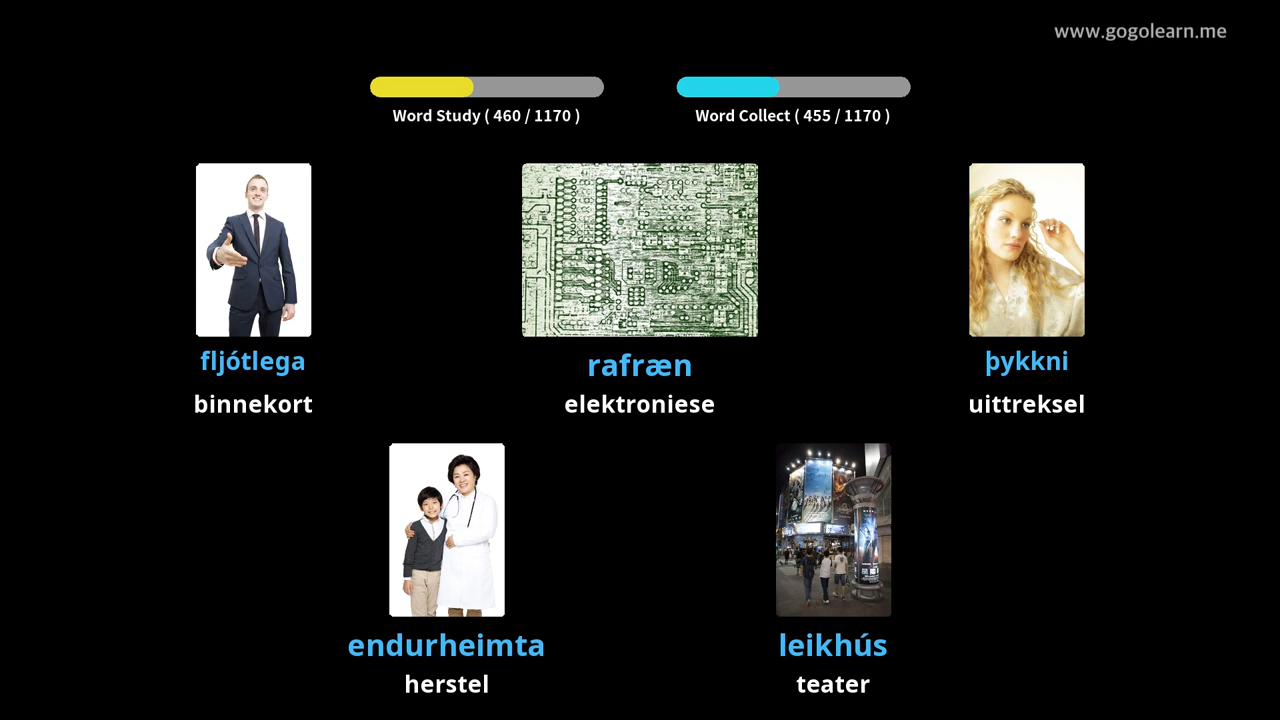 www.gogolearn.me
Word Study ( 460 / 1170 )
Word Collect ( 455 / 1170 )
fljótlega
rafræn
þykkni
binnekort
elektroniese
uittreksel
endurheimta
leikhús
herstel
teater